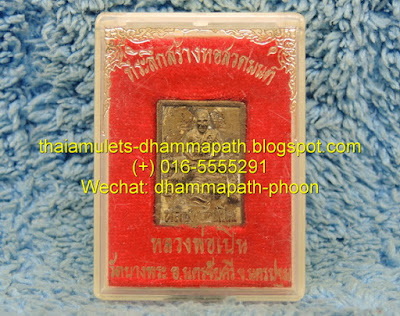 ที่ระลึกสร้างหอสวดมนต์
thaiamulets-dhammapath.blogspot.com
(+) 016-5555291
Wechat: dhammapath-phoon
หลวงพ่อเปิ่น
วัดบางพระ อ.นครชัยศรี จ.นครปฐม